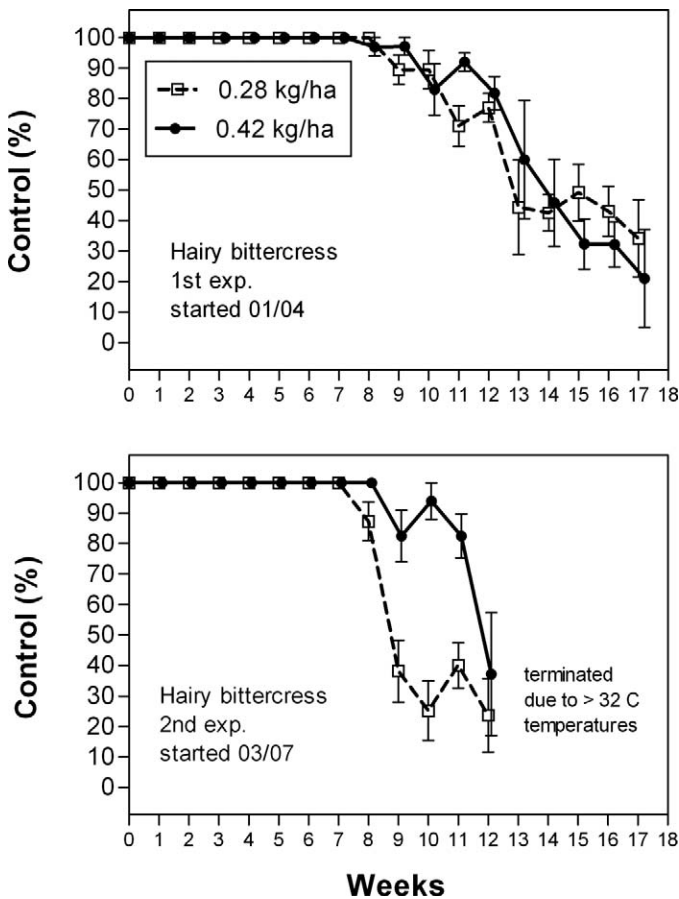 Control (%)
100
90
80
70
60
50
40
30
20
10
0
0.28 kg/ha
0.42 kg/ha
Hairy bittercress
1st exp.
started 01/04
0 1 2 3 4 5 6 7 8 9 10 11 12 13 14 15 16 17 18
Control (%)
100
90
80
70
60
50
40
30
20
10
0
Hairy bittercress
2nd exp.
started 03/07
terminated
due to > 32 C
temperatures
0 1 2 3 4 5 6 7 8 9 10 11 12 13 14 15 16 17 18
Weeks